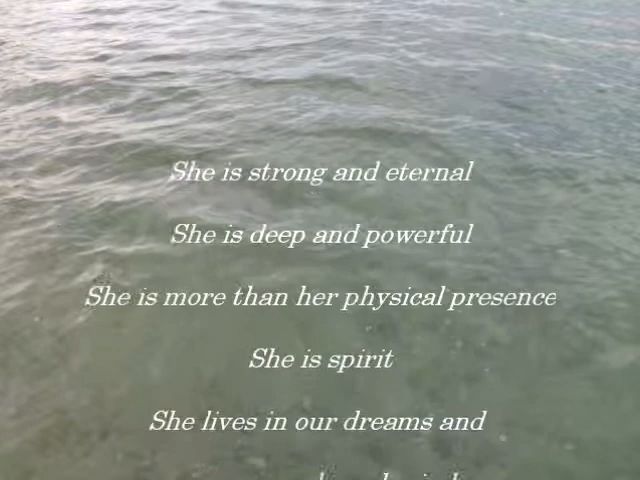 She is strong and eternal
She is deep and powerful
She is more than her physical presence
She is spirit
She lives in our dreams and